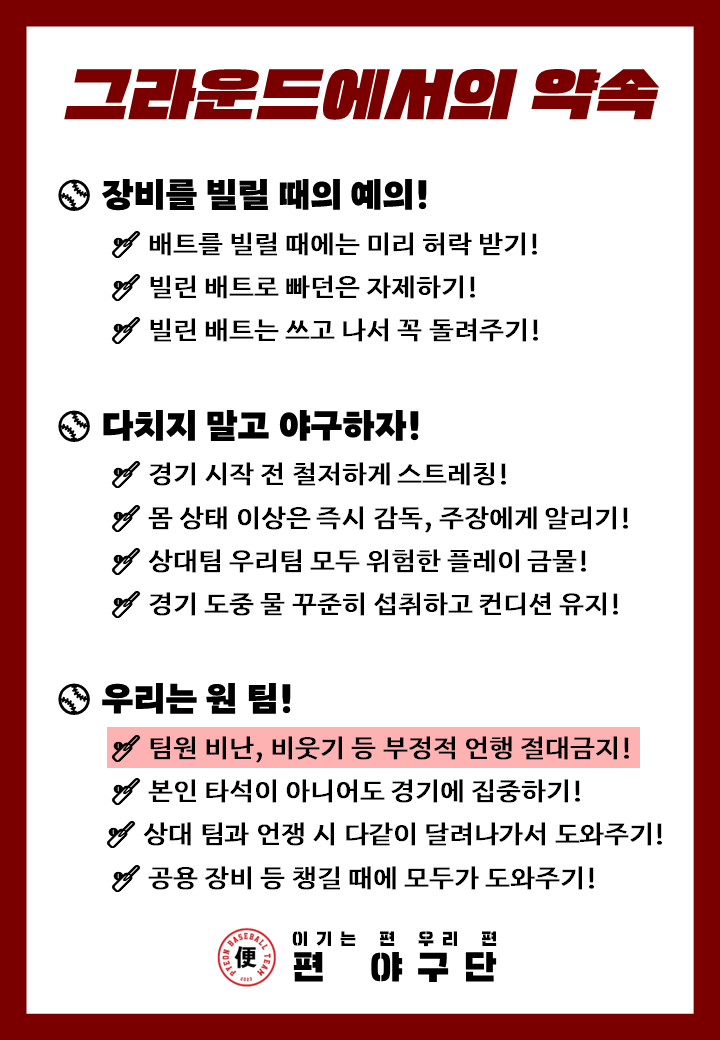 그라운드에서의 약속
장비를 빌릴 때의 예의!
배트를 빌릴 때에는 미리 허락 받기!
빌린 배트로 빠던은 자제하기!
빌린 배트는 쓰고 나서 꼭 돌려주기!
다치지 말고 야구하자!
경기 시작 전 철저하게 스트레칭!
몸 상태 이상은 즉시 감독, 주장에게 알리기!
상대팀 우리팀 모두 위험한 플레이 금물!
경기 도중 물 꾸준히 섭취하고 컨디션 유지!
우리는 원 팀!
팀원 비난, 비웃기 등 부정적 언행 절대금지!
본인 타석이 아니어도 경기에 집중하기!
상대 팀과 언쟁 시 다같이 달려나가서 도와주기!
공용 장비 등 챙길 때에 모두가 도와주기!
PYEON BASEBALL TEAM
便
이기는 편 우리 편
편 야구단